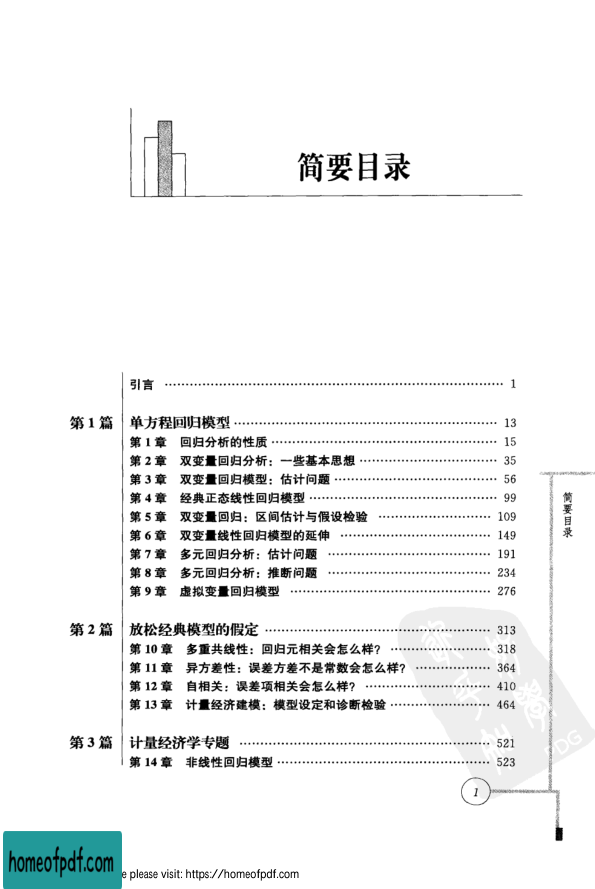 简要目录
引言 …… 1
第1篇 单方程回归模型 …… 13
第1章 回归分析的性质 …… 15
第2章 双变量回归分析：一些基本思想 …… 35
第3章 双变量回归模型：估计问题 …… 56
第4章 经典正态线性回归模型 …… 99
第5章 双变量回归：区间估计与假设检验 …… 109
第6章 双变量线性回归模型的延伸 …… 149
第7章 多元回归分析：估计问题 …… 191
第8章 多元回归分析：推断问题 …… 234
第9章 虚拟变量回归模型 …… 276
第2篇 放松经典模型的假定 …… 313
第10章 多重共线性：回归元相关会怎么样？ …… 318
第11章 异方差性：误差方差不是常数会怎么样？ …… 364
第12章 自相关：误差项相关会怎么样？ …… 410
第13章 计量经济建模：模型设定和诊断检验 …… 464
第3篇 计量经济学专题 …… 521
第14章 非线性回归模型 …… 523
简要目录
1
PDG
homeofpdf.com
e please visit: https://homeofpdf.com